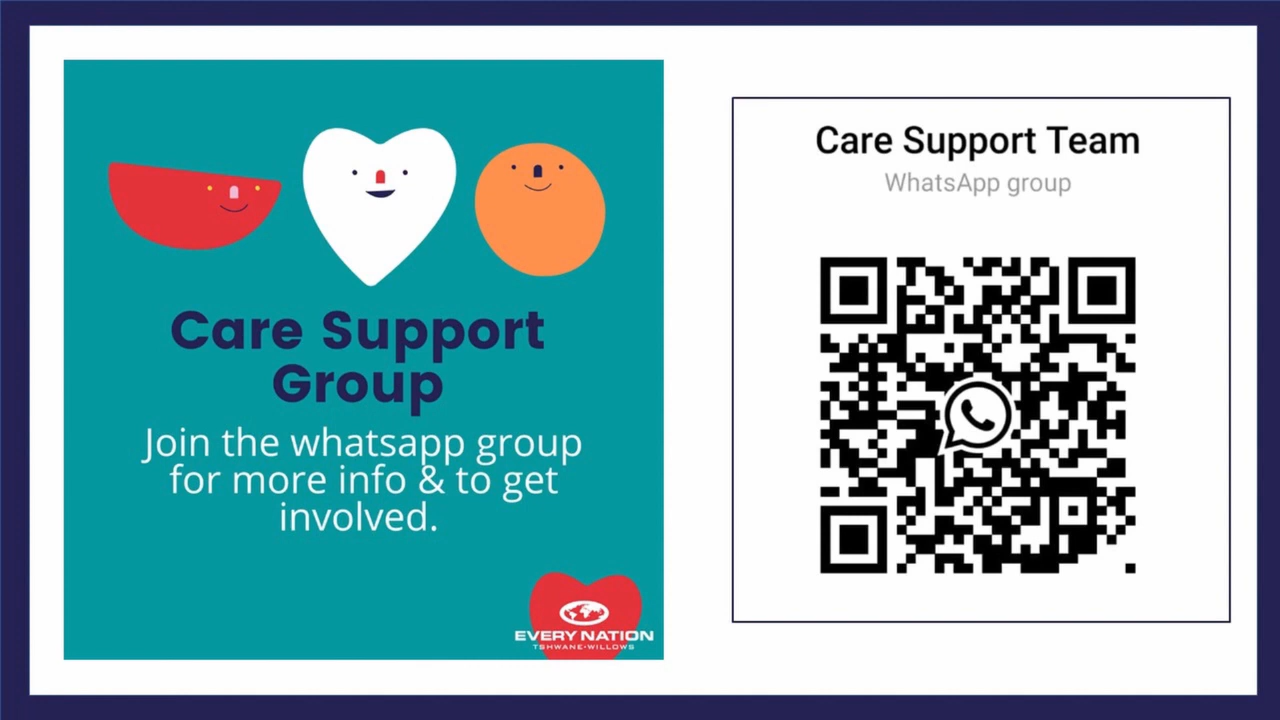 Care Support
Group
Join the whatsapp group
for more info & to get
involved.
EVERY NATION
TSHWANE•WILLOWS
Care Support Team
WhatsApp group